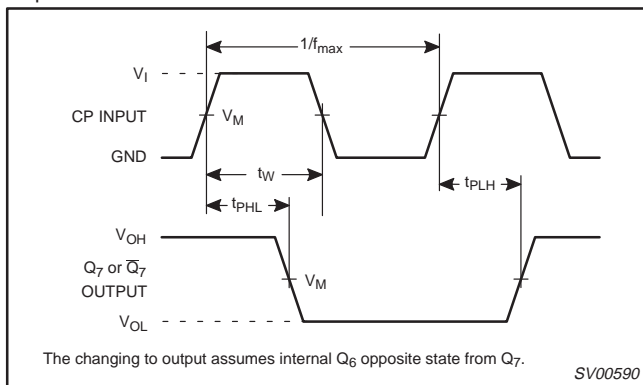 1/fmax
VI
CP INPUT
VM
GND
tW
tPLH
tPHL
VOH
Q7 or Q̅7
OUTPUT
VM
VOL
The changing to output assumes internal Q6 opposite state from Q7.
SV00590